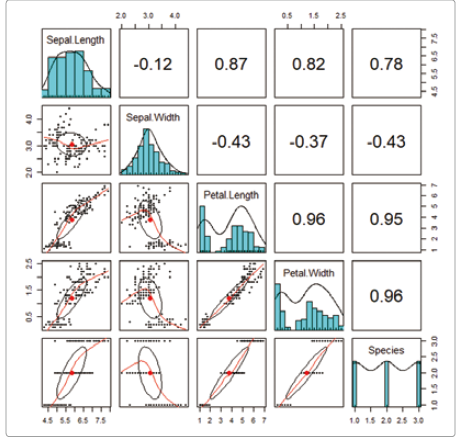 2.0 3.0 4.0
0.5 1.5 2.5
Sepal.Length
-0.12
0.87
0.82
0.78
4.5 5.5 6.5 7.5
2.0 3.0 4.0
Sepal.Width
-0.43
-0.37
-0.43
Petal.Length
0.96
0.95
1 2 3 4 5 6 7
0.5 1.5 2.5
Petal.Width
0.96
Species
1.0 1.5 2.0 2.5 3.0
4.5 5.5 6.5 7.5
1 2 3 4 5 6 7
1.0 1.5 2.0 2.5 3.0